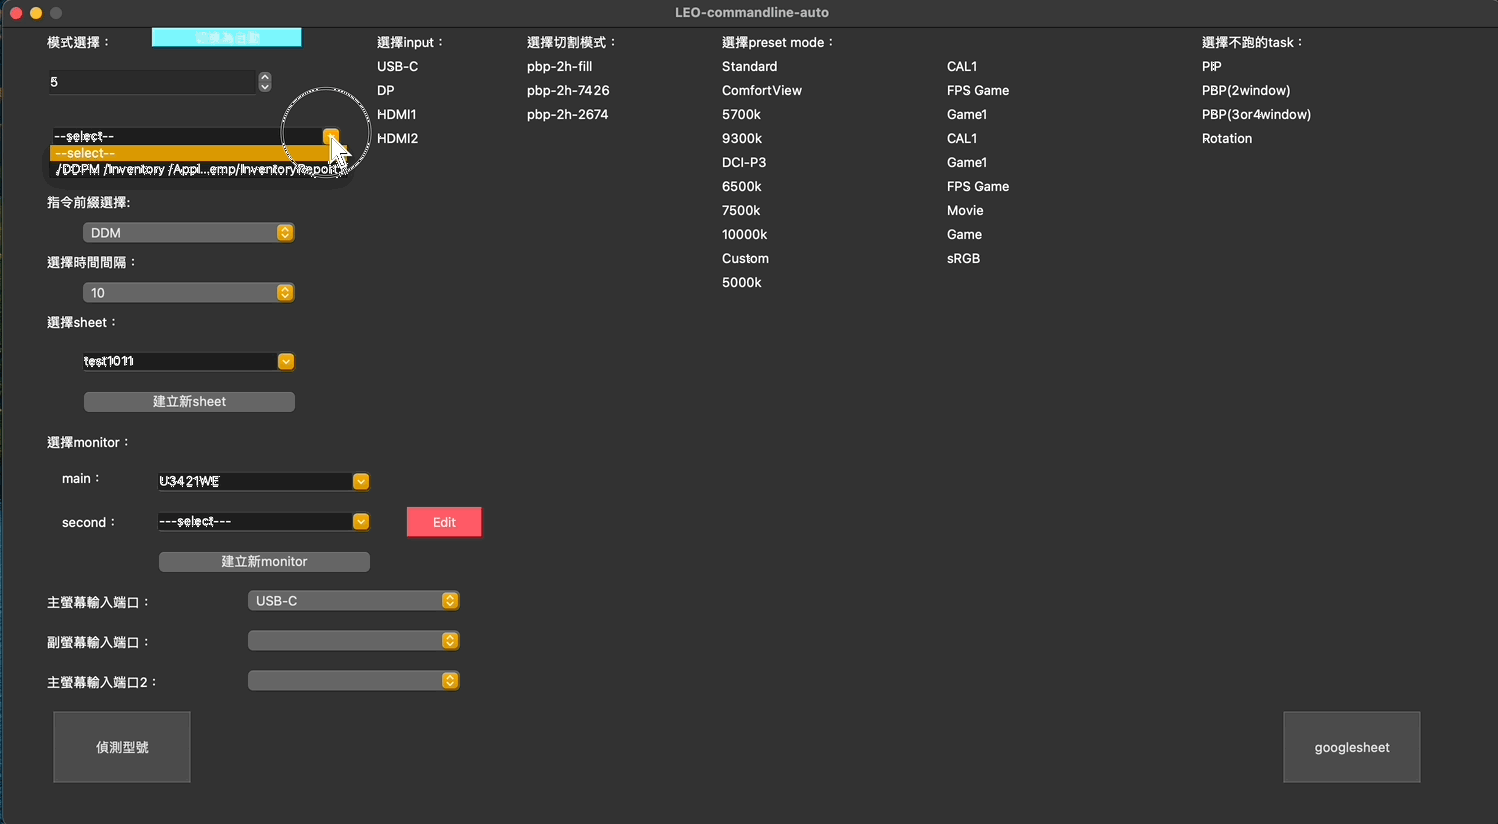 LEO-commandline-auto
模式選擇：
5
--select--
--select--
./DDPM /Inventory /Appl...emp/InventoryReport
指令前綴選擇:
DDM
選擇時間間隔：
10
選擇sheet：
test1011
建立新sheet
選擇monitor：
main：
U3421WE
second：
---select---
Edit
建立新monitor
主螢幕輸入端口：
USB-C
副螢幕輸入端口：
主螢幕輸入端口2：
偵測型號
選擇input：
USB-C
DP
HDMI1
HDMI2
選擇切割模式：
pbp-2h-fill
pbp-2h-7426
pbp-2h-2674
選擇preset mode：
Standard
ComfortView
5700k
9300k
DCI-P3
6500k
7500k
10000k
Custom
5000k
CAL1
FPS Game
Game1
CAL1
Game1
FPS Game
Movie
Game
sRGB
選擇不跑的task：
PIP
PBP(2window)
PBP(3or4window)
Rotation
googlesheet